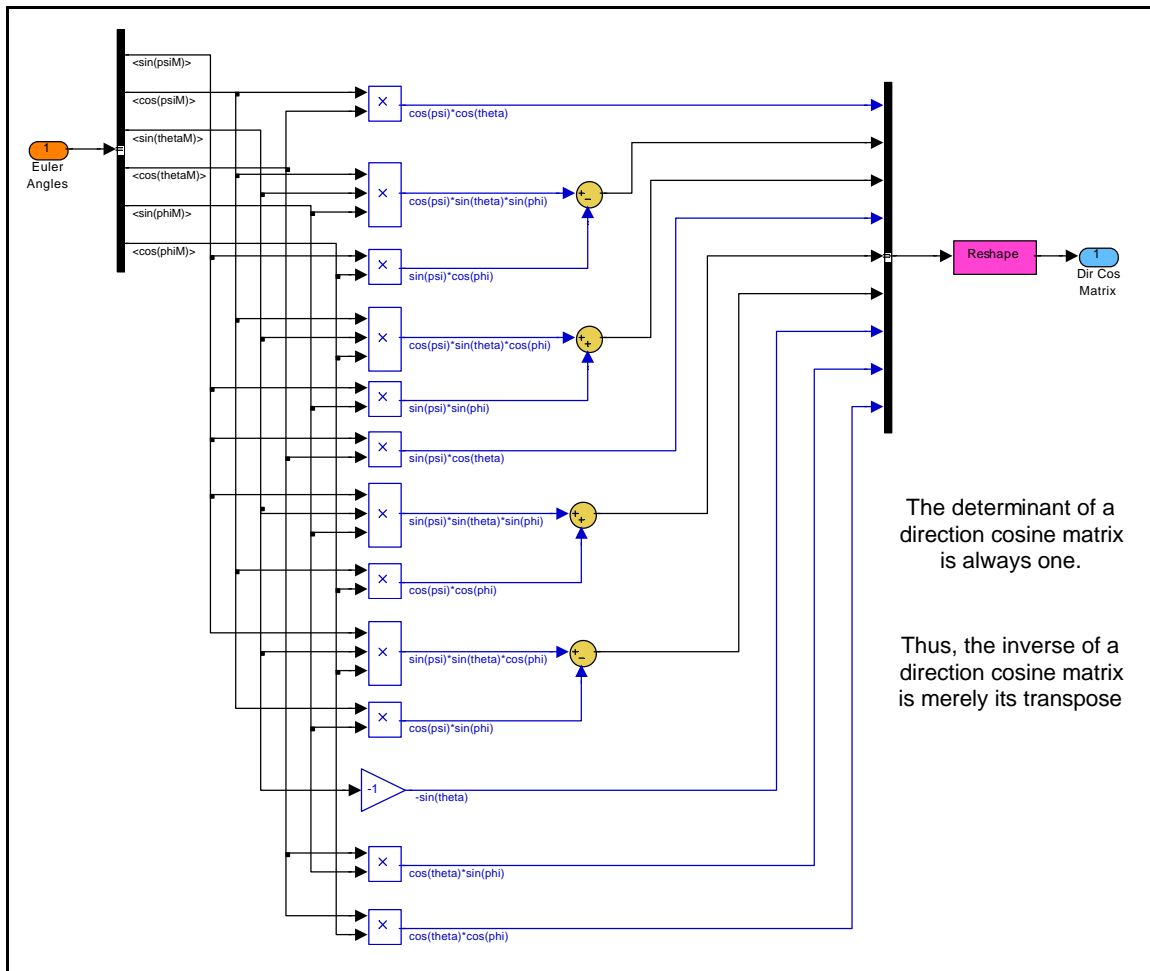 <sin(psiM)>
<cos(psiM)>
<sin(thetaM)>
<cos(thetaM)>
<sin(phiM)>
<cos(phiM)>
1
Euler
Angles
×
cos(psi)*cos(theta)
×
cos(psi)*sin(theta)*sin(phi)
+
−
×
sin(psi)*cos(phi)
×
cos(psi)*sin(theta)*cos(phi)
+
+
×
sin(psi)*sin(phi)
×
sin(psi)*cos(theta)
×
sin(psi)*sin(theta)*sin(phi)
+
+
×
cos(psi)*cos(phi)
×
sin(psi)*sin(theta)*cos(phi)
+
−
×
cos(psi)*sin(phi)
-1
-sin(theta)
×
cos(theta)*sin(phi)
×
cos(theta)*cos(phi)
Reshape
1
Dir Cos
Matrix
The determinant of a
direction cosine matrix
is always one.
Thus, the inverse of a
direction cosine matrix
is merely its transpose